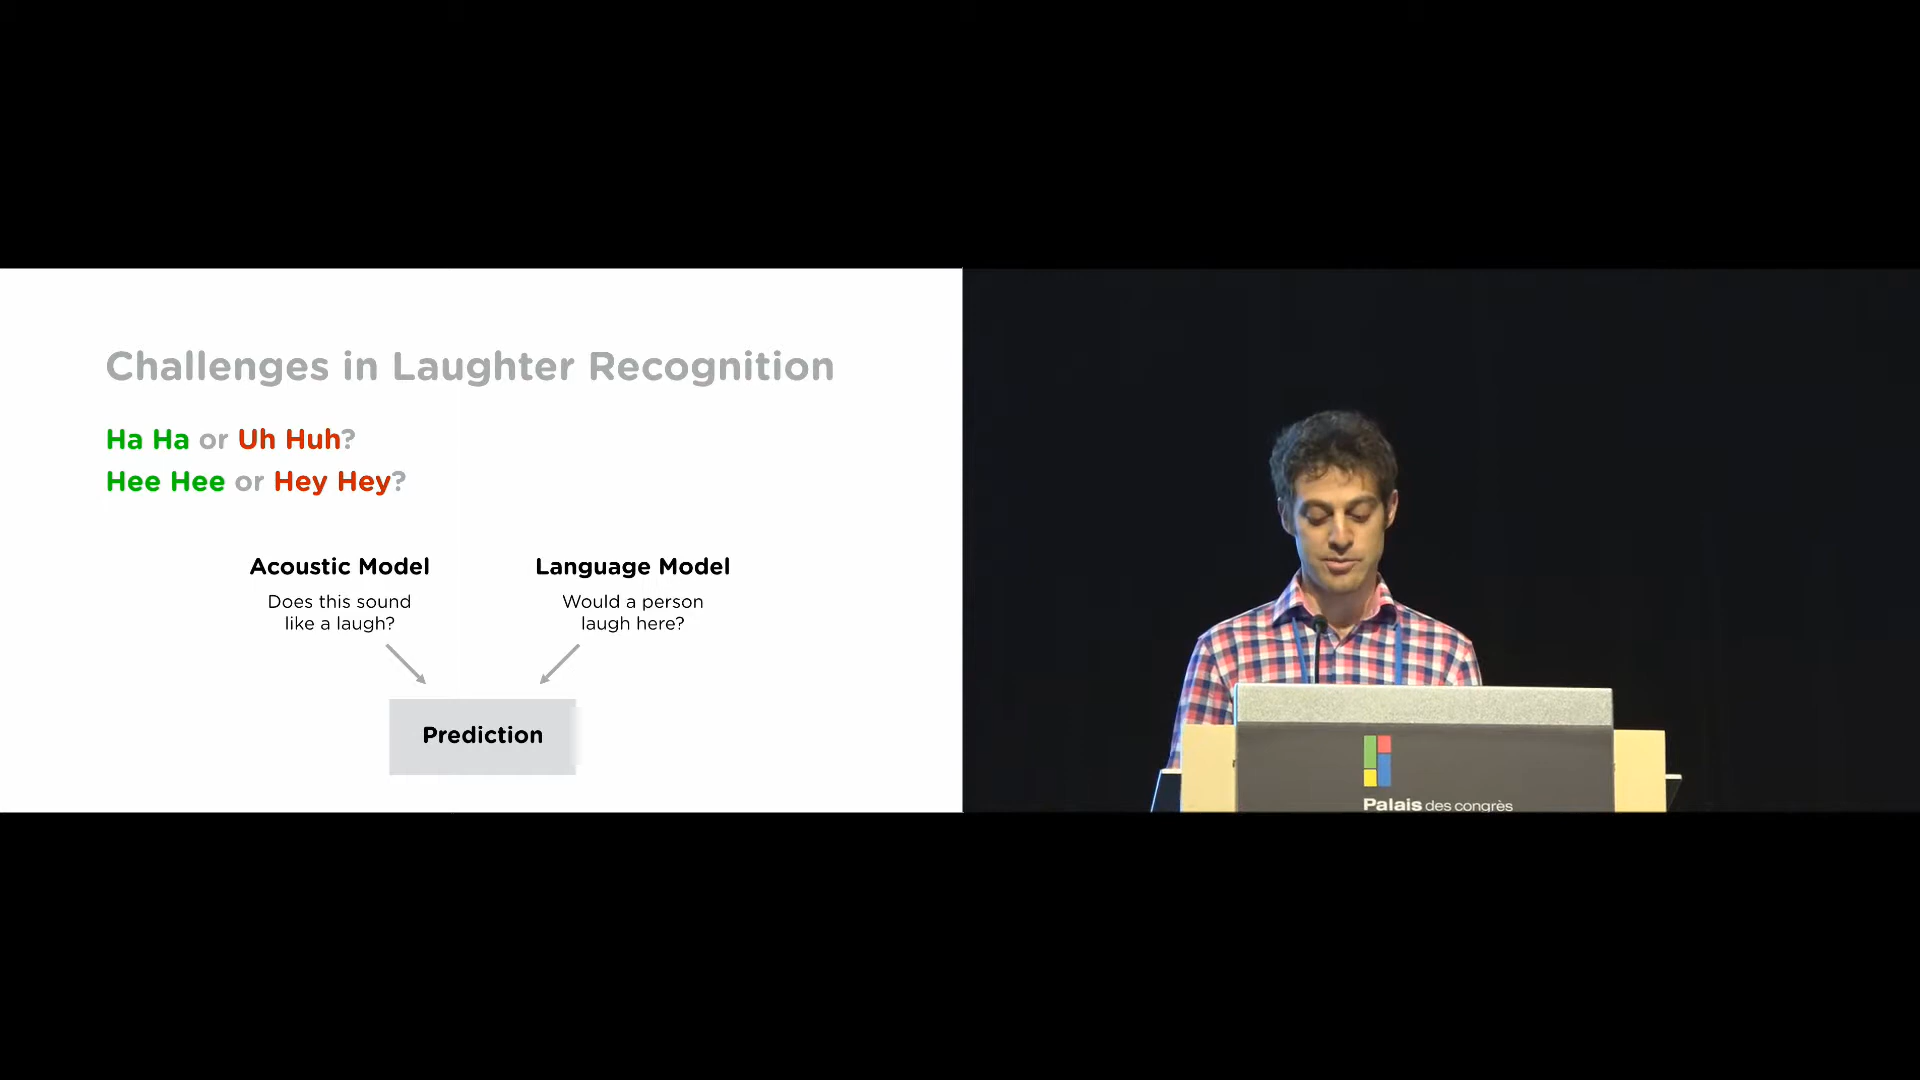 Challenges in Laughter Recognition
Ha Ha or Uh Huh?
Hee Hee or Hey Hey?
Acoustic Model
Does this sound
like a laugh?
Language Model
Would a person
laugh here?
Prediction
Palais des congrès